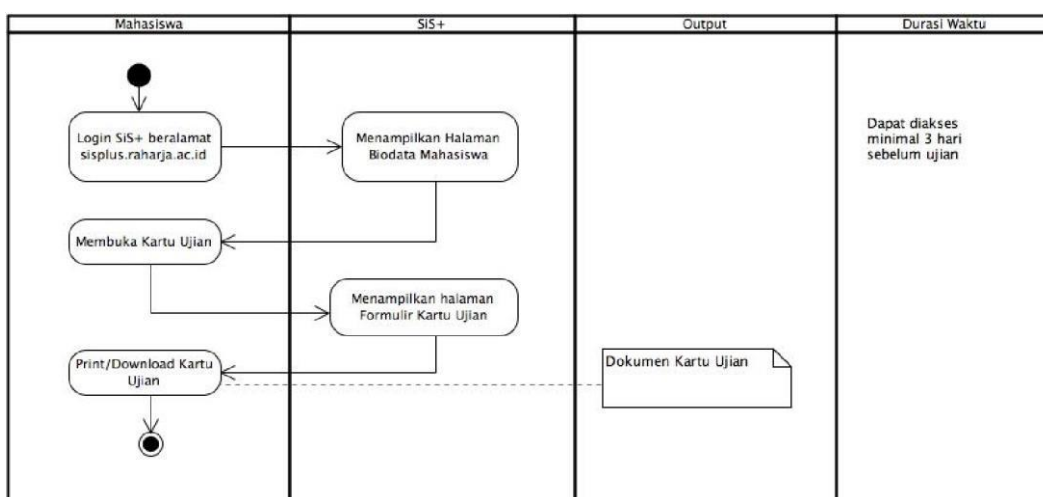 Mahasiswa
SiS+
Output
Durasi Waktu
Login SiS+ beralamat
sisplus.raharja.ac.id
Menampilkan Halaman
Biodata Mahasiswa
Dapat diakses
minimal 3 hari
sebelum ujian
Membuka Kartu Ujian
Menampilkan halaman
Formulir Kartu Ujian
Print/Download Kartu
Ujian
Dokumen Kartu Ujian